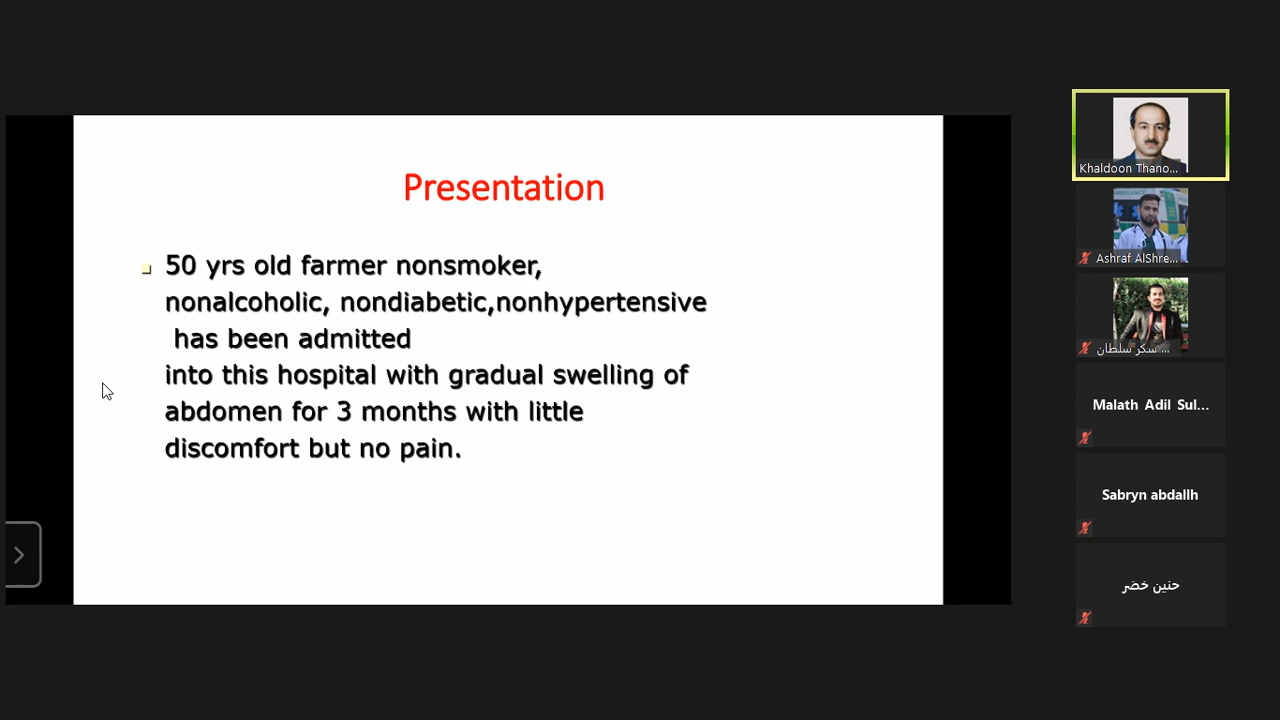 Presentation
50 yrs old farmer nonsmoker,
nonalcoholic, nondiabetic,nonhypertensive
has been admitted
into this hospital with gradual swelling of
abdomen for 3 months with little
discomfort but no pain.
Khaldoon Thano...
Ashraf AlShre...
سكر سلطان ...
Malath Adil Sul...
Sabryn abdallh
حنين خضر